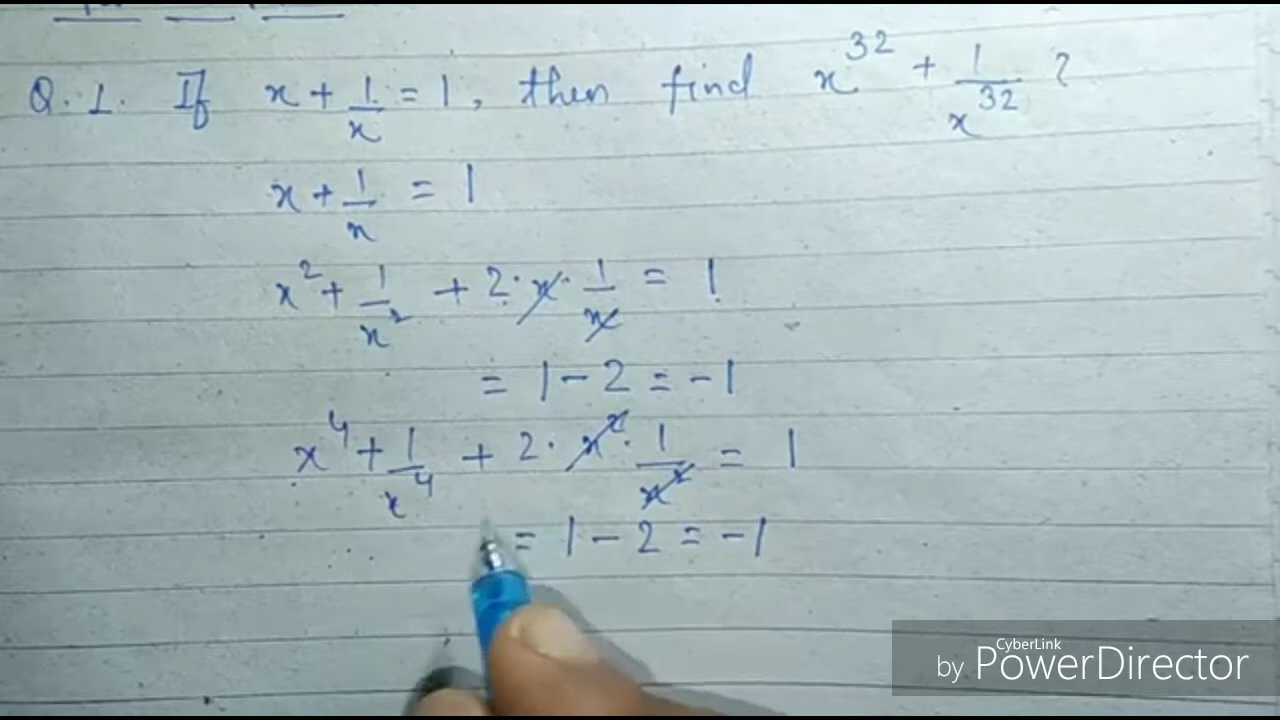 Q.1. If x + 1/x = 1, then find x^32 + 1/x^32 ?
x + 1/x = 1
x^2 + 1/x^2 + 2·x·1/x = 1
= 1 - 2 = -1
x^4 + 1/x^4 + 2·x^2·1/x^2 = 1
= 1 - 2 = -1
CyberLink
by PowerDirector